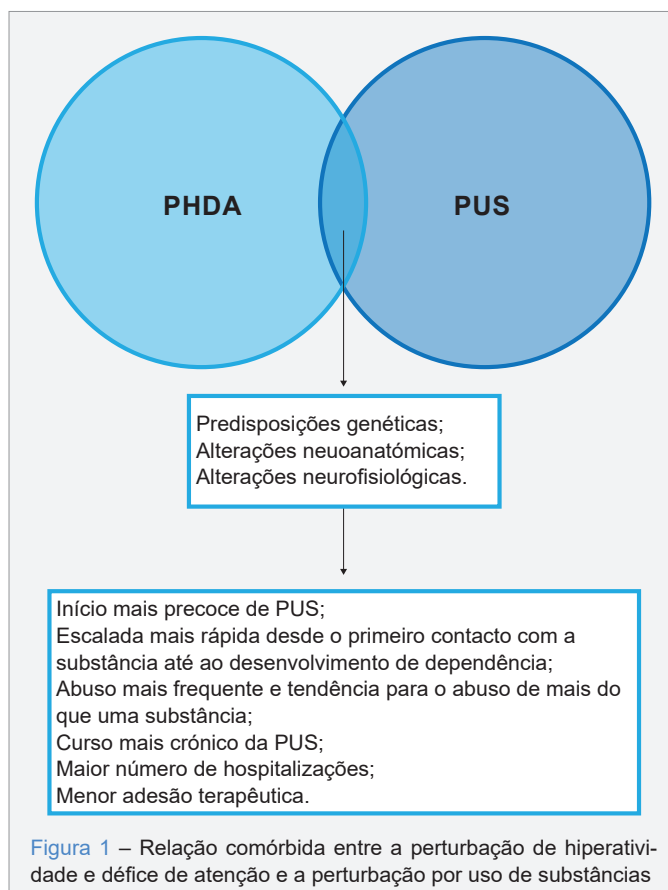 PHDA
PUS
Predisposições genéticas;
Alterações neuoanatómicas;
Alterações neurofisiológicas.
Início mais precoce de PUS;
Escalada mais rápida desde o primeiro contacto com a
substância até ao desenvolvimento de dependência;
Abuso mais frequente e tendência para o abuso de mais do
que uma substância;
Curso mais crónico da PUS;
Maior número de hospitalizações;
Menor adesão terapêutica.
Figura 1 – Relação comórbida entre a perturbação de hiperativi-
dade e défice de atenção e a perturbação por uso de substâncias